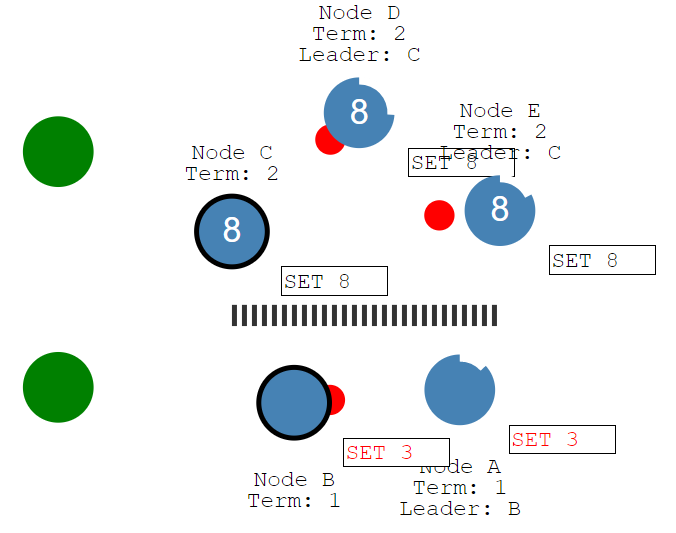 Node D
Term: 2
Leader: C
8
Node E
Term: 2
Leader: C
SET 8
Node C
Term: 2
8
8
SET 8
SET 8
SET 3
SET 3
Node B
Term: 1
Node A
Term: 1
Leader: B